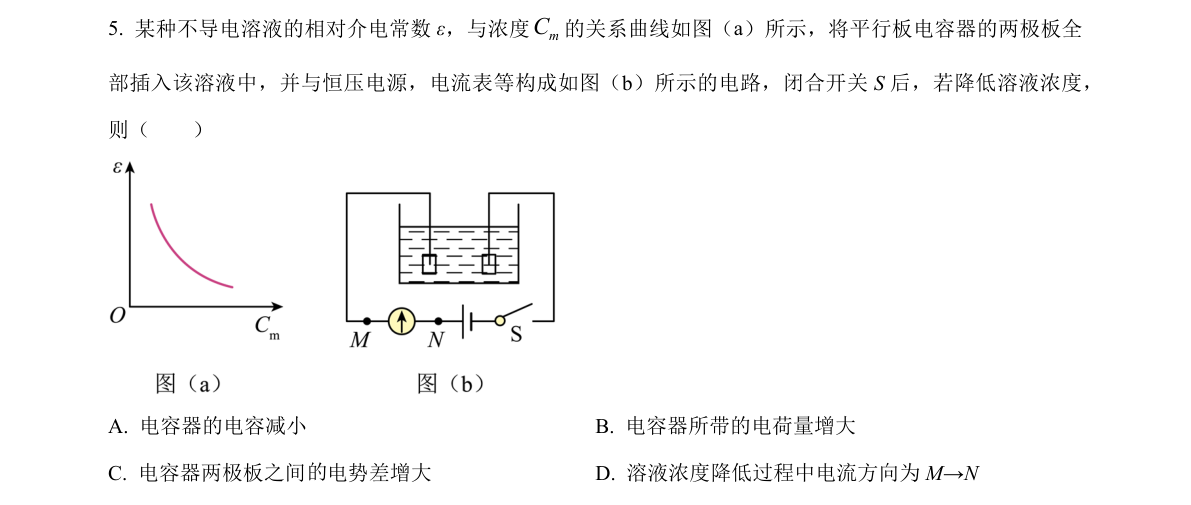 5. 某种不导电溶液的相对介电常数 ε，与浓度 Cm 的关系曲线如图（a）所示，将平行板电容器的两极板全
部插入该溶液中，并与恒压电源，电流表等构成如图（b）所示的电路，闭合开关 S 后，若降低溶液浓度，
则（　　）
ε
O
Cm
M
N
S
图（a）
图（b）
A. 电容器的电容减小
B. 电容器所带的电荷量增大
C. 电容器两极板之间的电势差增大
D. 溶液浓度降低过程中电流方向为 M→N